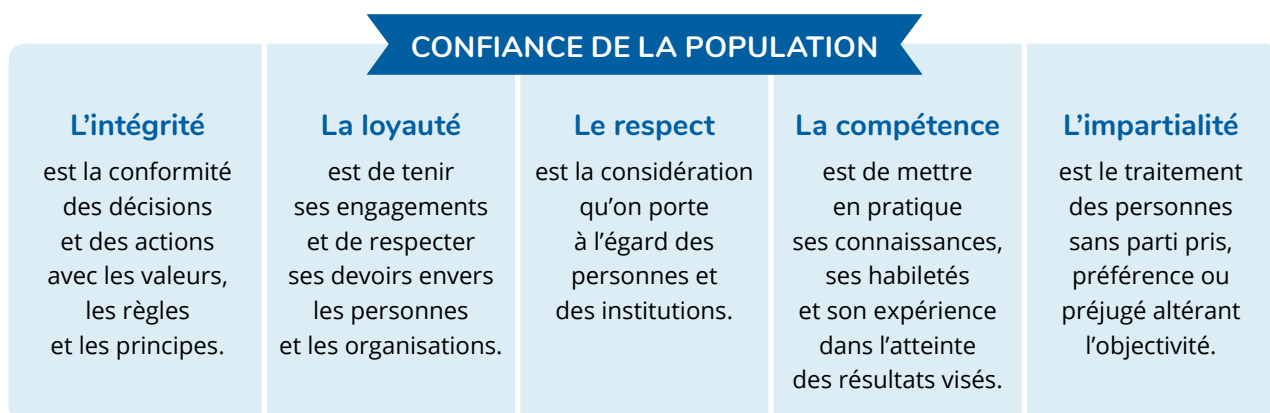 CONFIANCE DE LA POPULATION
L’intégrité
est la conformité
des décisions
et des actions
avec les valeurs,
les règles
et les principes.
La loyauté
est de tenir
ses engagements
et de respecter
ses devoirs envers
les personnes
et les organisations.
Le respect
est la considération
qu’on porte
à l’égard des
personnes et
des institutions.
La compétence
est de mettre
en pratique
ses connaissances,
ses habiletés
et son expérience
dans l’atteinte
des résultats visés.
L’impartialité
est le traitement
des personnes
sans parti pris,
préférence ou
préjugé altérant
l’objectivité.